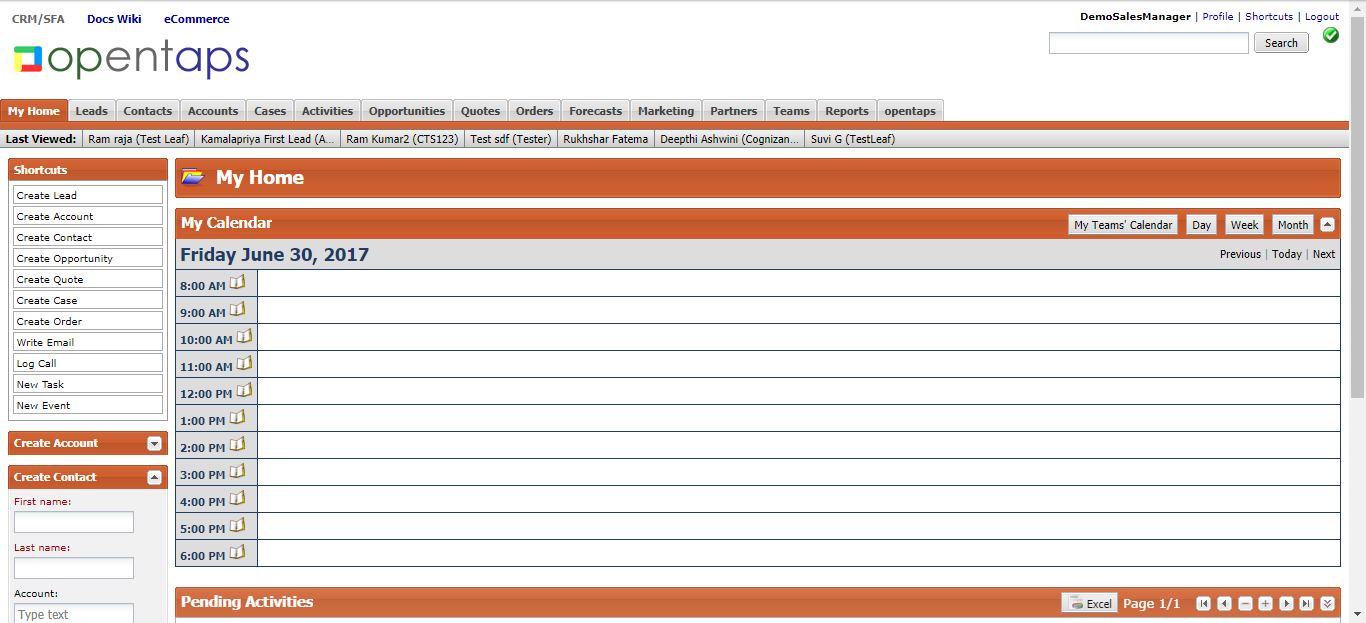 CRM/SFA Docs Wiki eCommerce
DemoSalesManager | Profile | Shortcuts | Logout
opentaps
Search
My Home Leads Contacts Accounts Cases Activities Opportunities Quotes Orders Forecasts Marketing Partners Teams Reports opentaps
Last Viewed: Ram raja (Test Leaf) Kamalapriya First Lead (A... Ram Kumar2 (CTS123) Test sdf (Tester) Rukhshar Fatema Deepthi Ashwini (Cognizan... Suvi G (TestLeaf)
Shortcuts
Create Lead
Create Account
Create Contact
Create Opportunity
Create Quote
Create Case
Create Order
Write Email
Log Call
New Task
New Event
Create Account
Create Contact
First name:
Last name:
Account:
Type text
My Home
My Calendar
My Teams' Calendar Day Week Month
Friday June 30, 2017
Previous | Today | Next
8:00 AM
9:00 AM
10:00 AM
11:00 AM
12:00 PM
1:00 PM
2:00 PM
3:00 PM
4:00 PM
5:00 PM
6:00 PM
Pending Activities
Excel Page 1/1